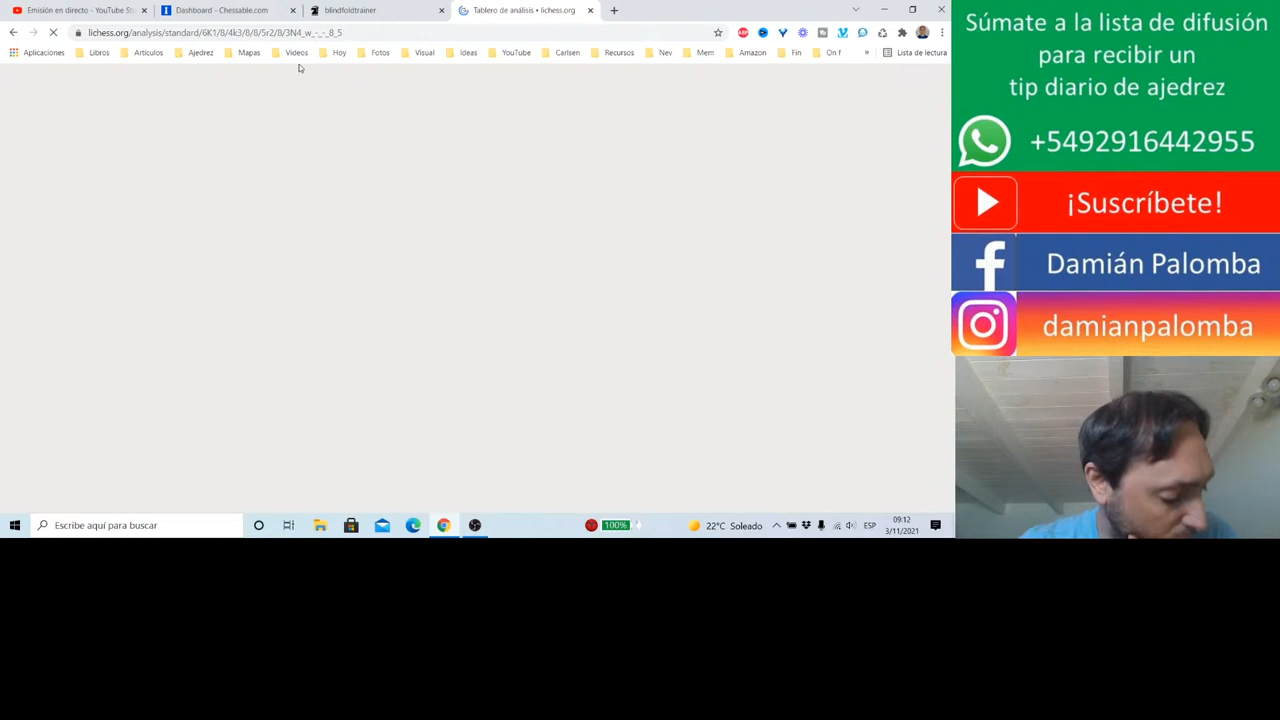 Emisión en directo - YouTube St
Dashboard - Chessable.com
blindfoldtrainer
Tablero de análisis • lichess.org
lichess.org/analysis/standard/6K1/8/4k3/8/8/5r2/8/3N4_w_-_-_8_5
Aplicaciones
Libros
Artículos
Ajedrez
Mapas
Videos
Hoy
Fotos
Visual
Ideas
YouTube
Carlsen
Recursos
Nev
Mem
Amazon
Fin
On f
»
Lista de lectura
Súmate a la lista de difusión
para recibir un
tip diario de ajedrez
+5492916442955
¡Suscríbete!
Damián Palomba
damianpalomba
Escribe aquí para buscar
100%
22°C Soleado
ESP
09:12
3/11/2021